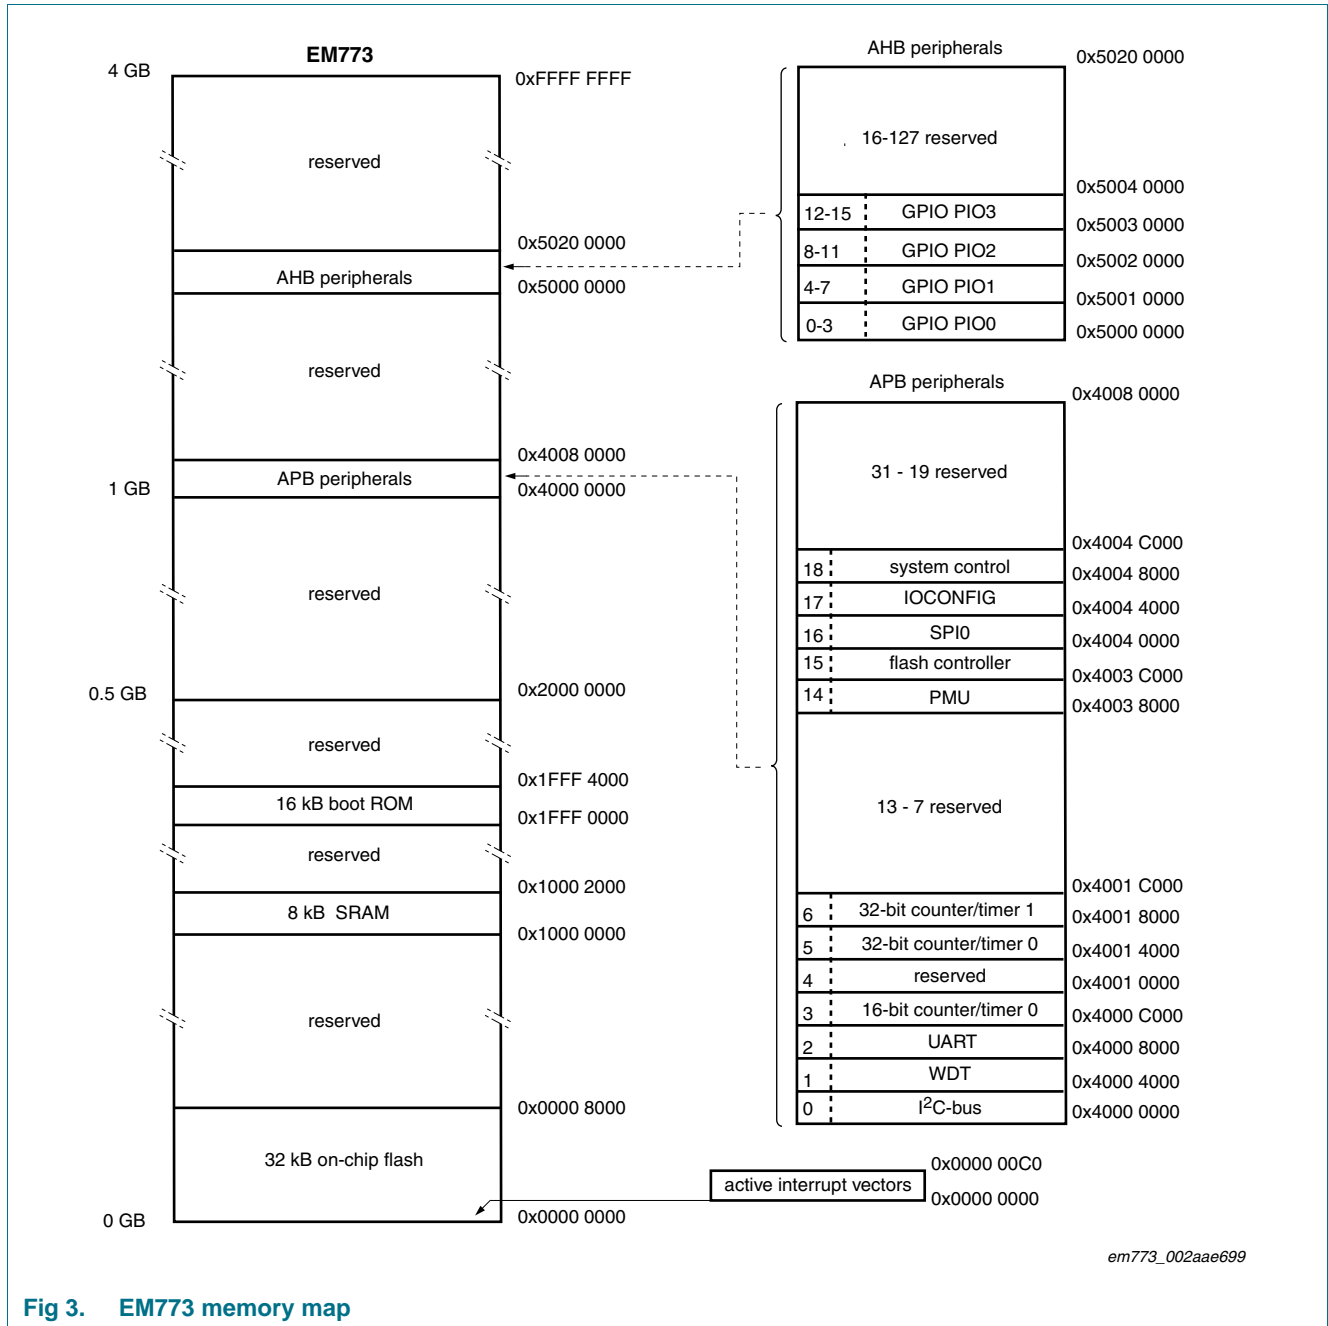 EM773
4 GB
0xFFFF FFFF
reserved
0x5020 0000
AHB peripherals
0x5000 0000
reserved
0x4008 0000
APB peripherals
1 GB
0x4000 0000
reserved
0.5 GB
0x2000 0000
reserved
0x1FFF 4000
16 kB boot ROM
0x1FFF 0000
reserved
0x1000 2000
8 kB SRAM
0x1000 0000
reserved
0x0000 8000
32 kB on-chip flash
0 GB
0x0000 0000
AHB peripherals
0x5020 0000
16-127 reserved
0x5004 0000
12-15 GPIO PIO3
0x5003 0000
8-11 GPIO PIO2
0x5002 0000
4-7 GPIO PIO1
0x5001 0000
0-3 GPIO PIO0
0x5000 0000
APB peripherals
0x4008 0000
31 - 19 reserved
0x4004 C000
18 system control
0x4004 8000
17 IOCONFIG
0x4004 4000
16 SPI0
0x4004 0000
15 flash controller
0x4003 C000
14 PMU
0x4003 8000
13 - 7 reserved
0x4001 C000
6 32-bit counter/timer 1
0x4001 8000
5 32-bit counter/timer 0
0x4001 4000
4 reserved
0x4001 0000
3 16-bit counter/timer 0
0x4000 C000
2 UART
0x4000 8000
1 WDT
0x4000 4000
0 I2C-bus
0x4000 0000
0x0000 00C0
active interrupt vectors
0x0000 0000
em773_002aae699
Fig 3. EM773 memory map